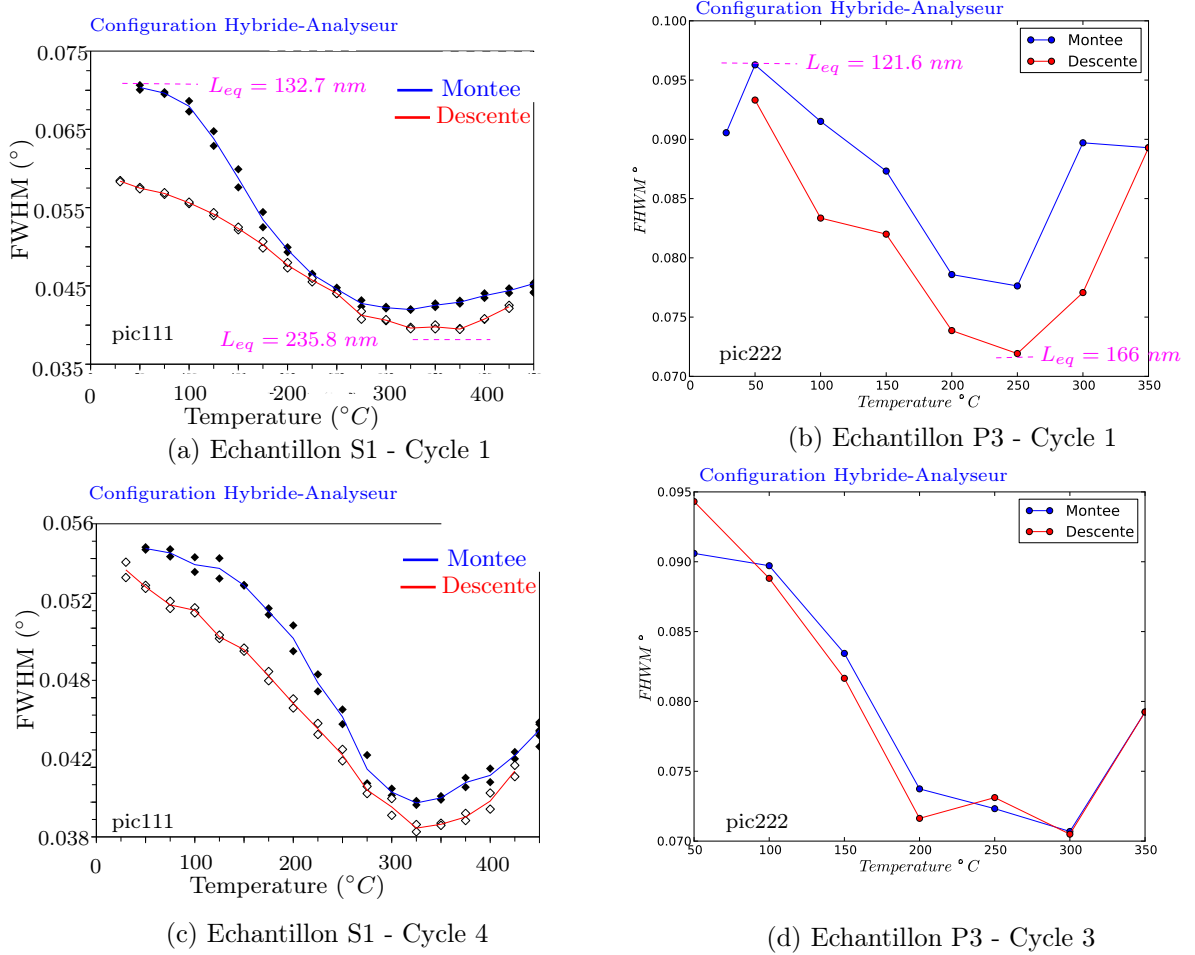 Configuration Hybride-Analyseur
0.075
0.065
0.055
0.045
0.035
FWHM (°)
L_eq = 132.7 nm
Montee
Descente
L_eq = 235.8 nm
pic111
0 100 200 300 400
Temperature (°C)
(a) Echantillon S1 - Cycle 1
Configuration Hybride-Analyseur
0.100
0.095
0.090
0.085
0.080
0.075
0.070
FHWM °
Montee
Descente
L_eq = 121.6 nm
L_eq = 166 nm
pic222
0 50 100 150 200 250 300 350
Temperature ° C
(b) Echantillon P3 - Cycle 1
Configuration Hybride-Analyseur
0.056
0.052
0.048
0.042
0.038
FWHM (°)
Montee
Descente
pic111
0 100 200 300 400
Temperature (°C)
(c) Echantillon S1 - Cycle 4
Configuration Hybride-Analyseur
0.095
0.090
0.085
0.080
0.075
0.070
FHWM °
Montee
Descente
pic222
50 100 150 200 250 300 350
Temperature ° C
(d) Echantillon P3 - Cycle 3